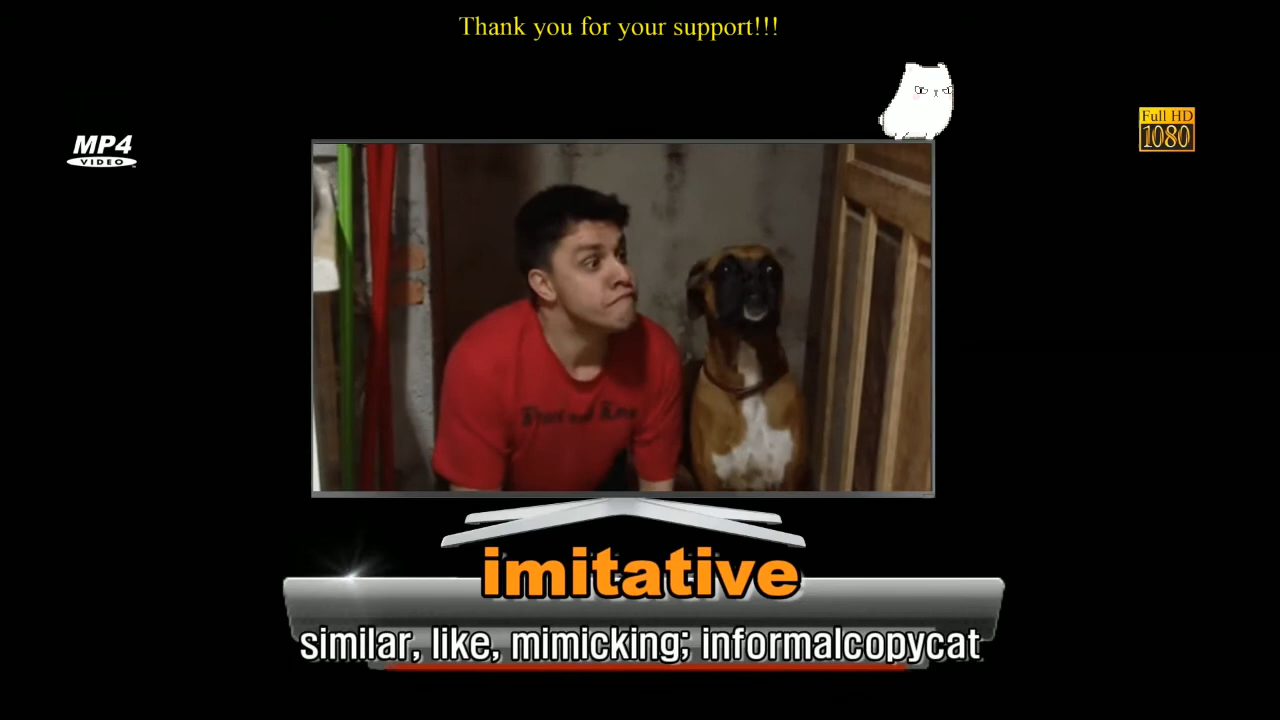 Thank you for your support!!!
MP4
VIDEO
Full HD
1080
imitative
similar, like, mimicking; informalcopycat